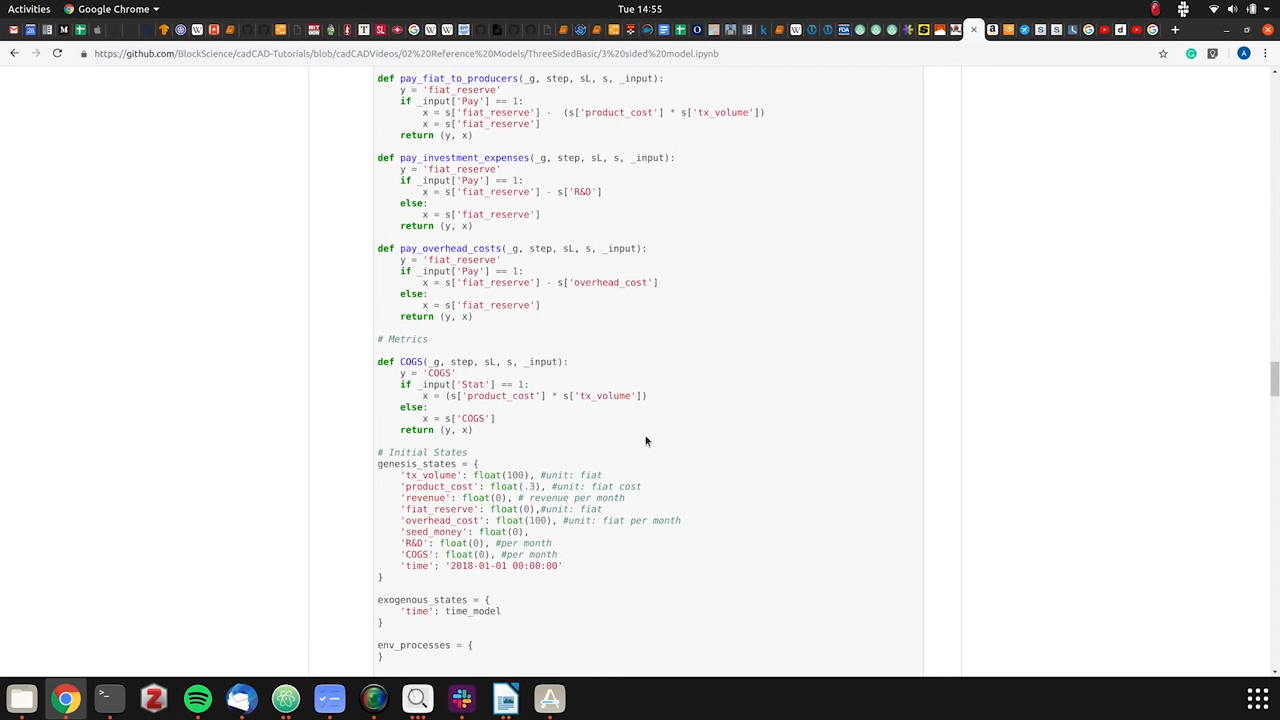 Activities
Google Chrome
Tue 14:55
https://github.com/BlockScience/cadCAD-Tutorials/blob/cadCADVideos/02%20Reference%20Models/ThreeSidedBasic/3%20sided%20model.ipynb
def pay_fiat_to_producers(_g, step, sL, s, _input):
y = 'fiat_reserve'
if _input['Pay'] == 1:
x = s['fiat_reserve'] -  (s['product_cost'] * s['tx_volume'])
x = s['fiat_reserve']
return (y, x)
def pay_investment_expenses(_g, step, sL, s, _input):
y = 'fiat_reserve'
if _input['Pay'] == 1:
x = s['fiat_reserve'] - s['R&D']
else:
x = s['fiat_reserve']
return (y, x)
def pay_overhead_costs(_g, step, sL, s, _input):
y = 'fiat_reserve'
if _input['Pay'] == 1:
x = s['fiat_reserve'] - s['overhead_cost']
else:
x = s['fiat_reserve']
return (y, x)
# Metrics
def COGS(_g, step, sL, s, _input):
y = 'COGS'
if _input['Stat'] == 1:
x = (s['product_cost'] * s['tx_volume'])
else:
x = s['COGS']
return (y, x)
# Initial States
genesis_states = {
'tx_volume': float(100), #unit: fiat
'product_cost': float(.3), #unit: fiat cost
'revenue': float(0), # revenue per month
'fiat_reserve': float(0),#unit: fiat
'overhead_cost': float(100), #unit: fiat per month
'seed_money': float(0),
'R&D': float(0), #per month
'COGS': float(0), #per month
'time': '2018-01-01 00:00:00'
}
exogenous_states = {
'time': time_model
}
env_processes = {
}